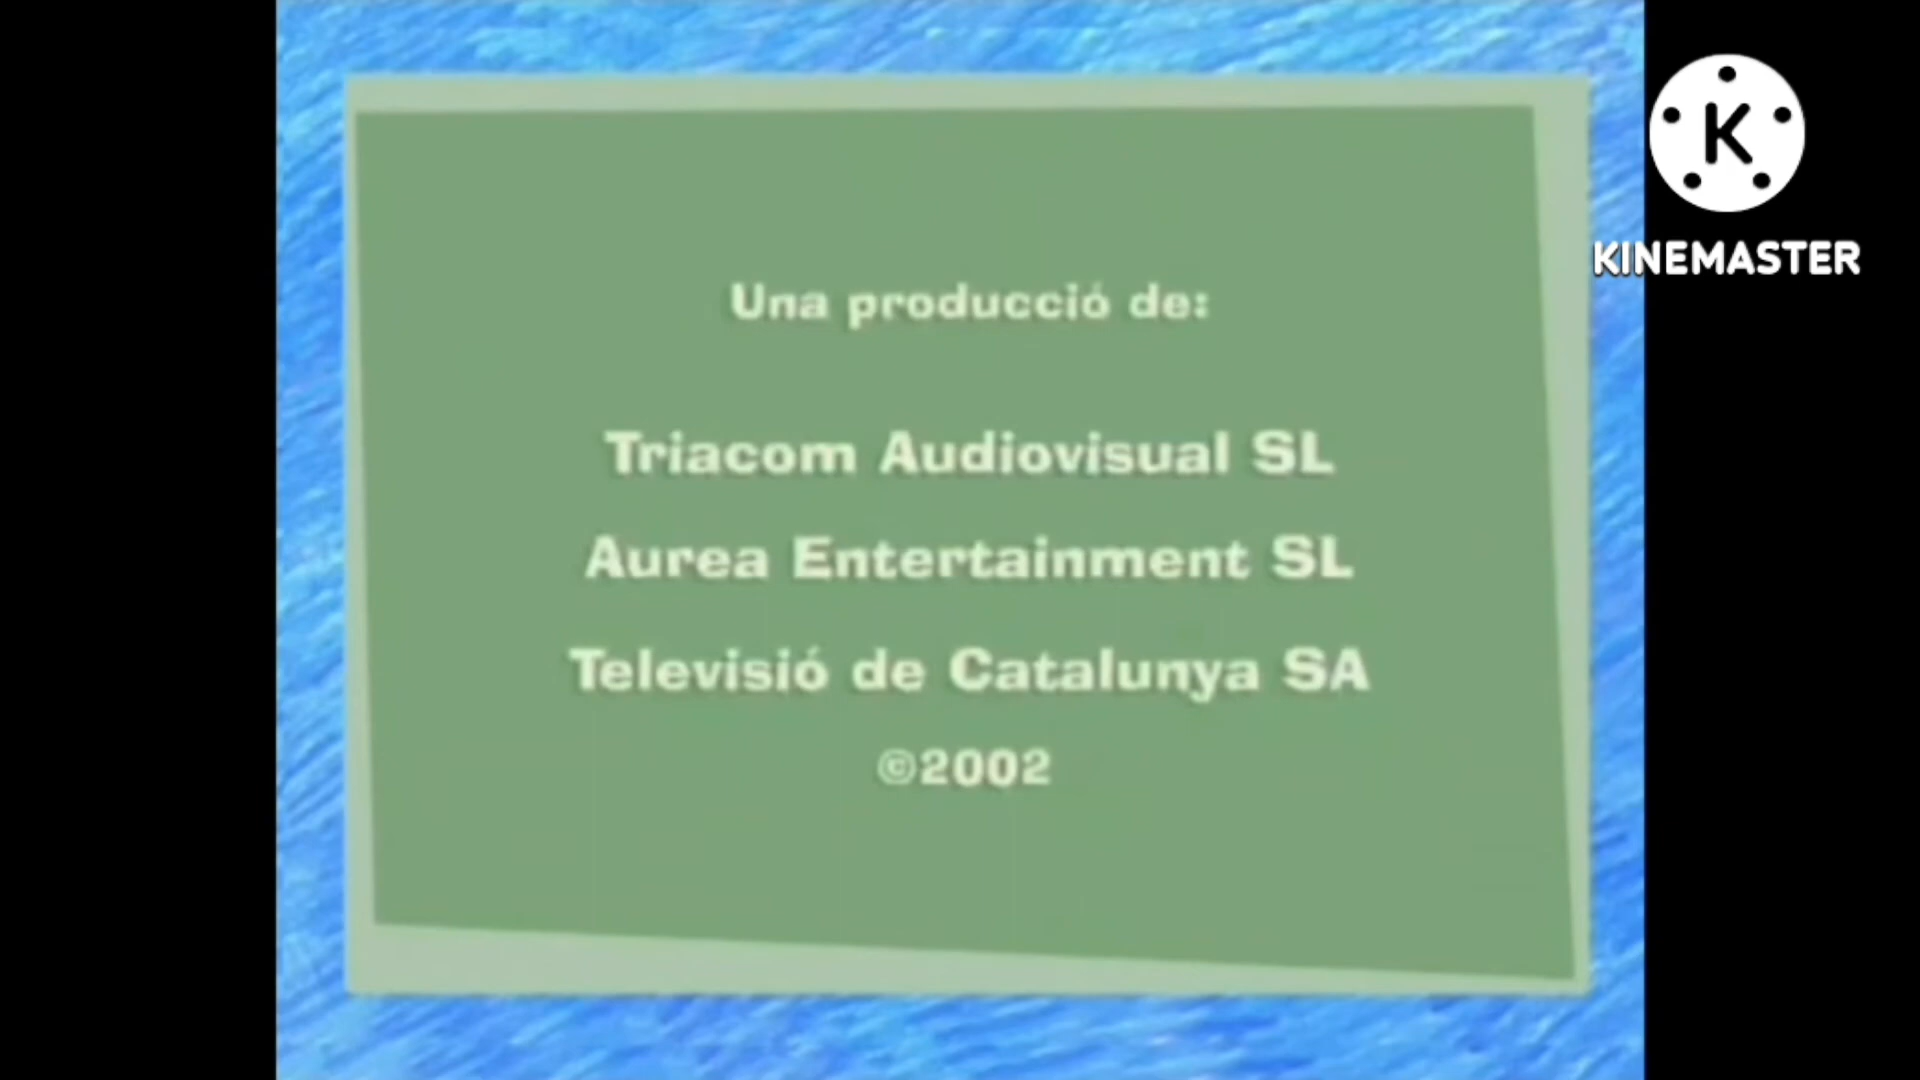 Una producció de:
Triacom Audiovisual SL
Aurea Entertainment SL
Televisió de Catalunya SA
©2002
K
KINEMASTER